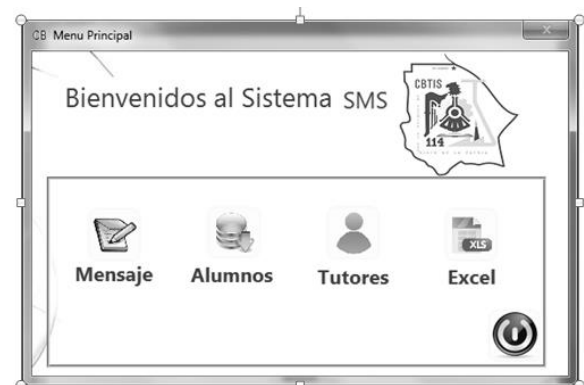 CB Menu Principal
Bienvenidos al Sistema SMS
CBTIS
114
Mensaje
Alumnos
Tutores
XLS
Excel